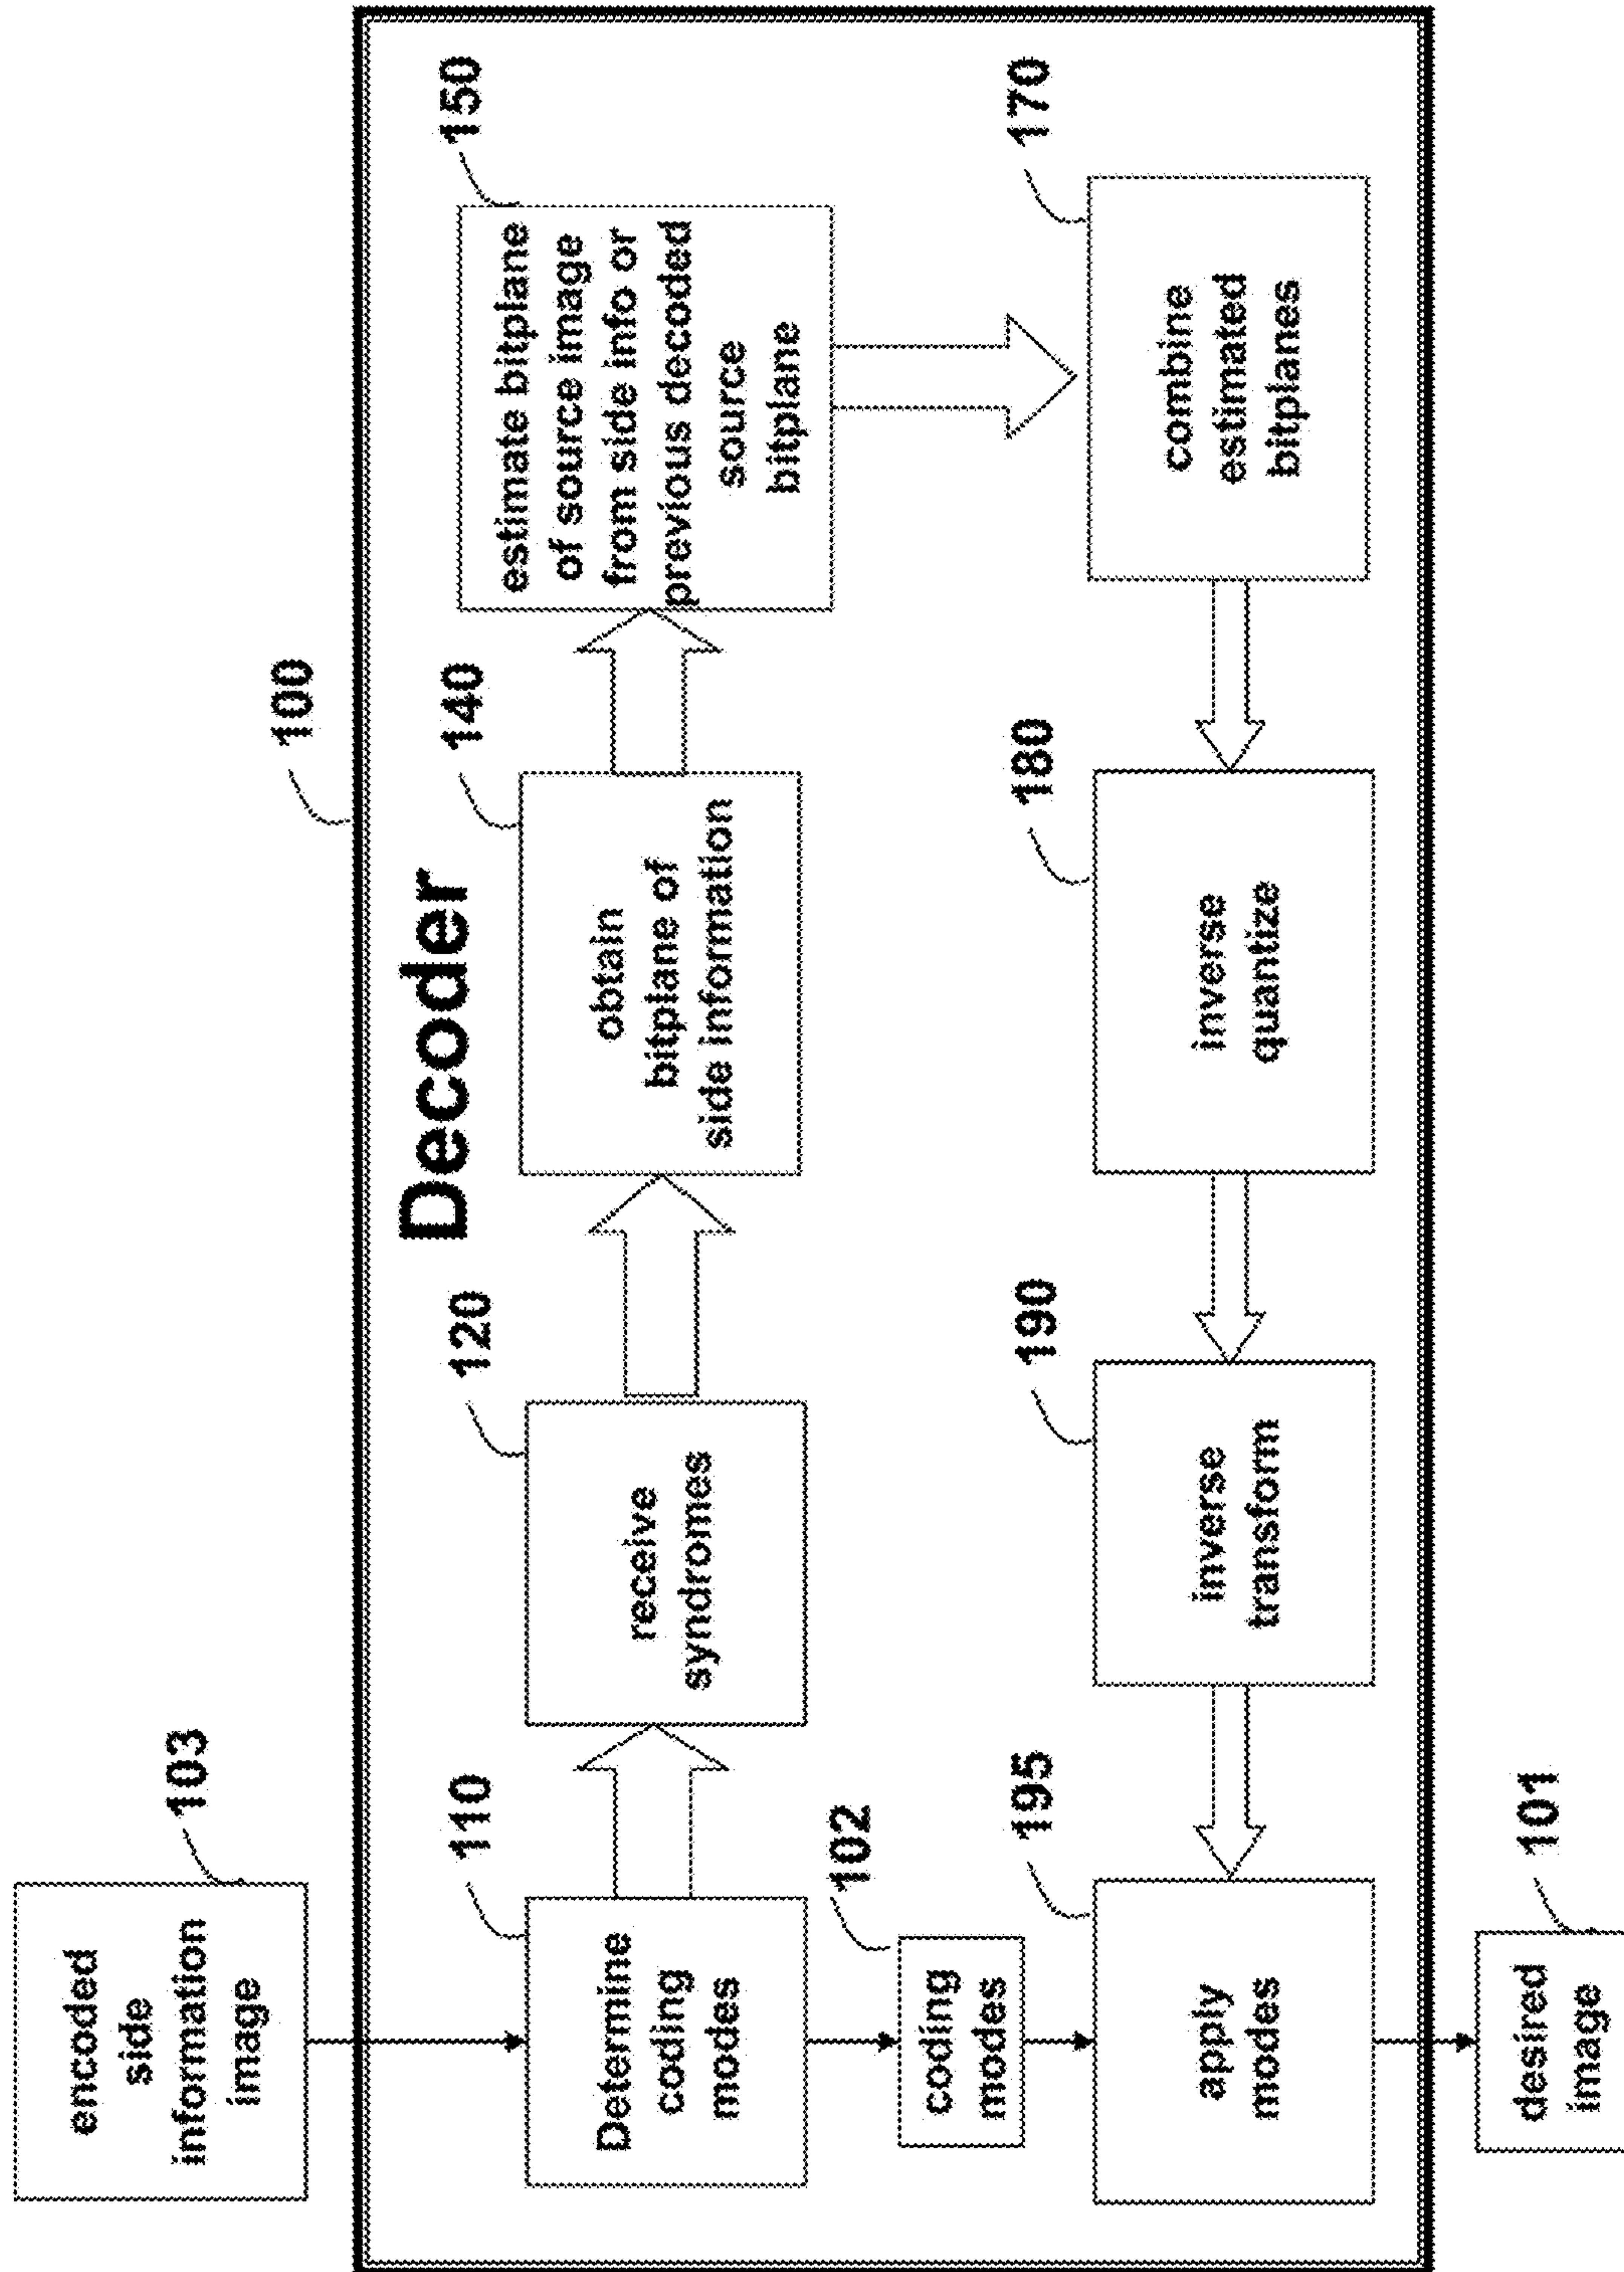 encoded
side
information
image
103
100
Decoder
110
Determine
coding
modes
120
receive
syndromes
140
obtain
bitplane of
side information
150
estimate bitplane
of source image
from side info or
previous decoded
source
bitplane
102
coding
modes
195
apply
modes
190
inverse
transform
180
inverse
quantize
170
combine
estimated
bitplanes
101
desired
image